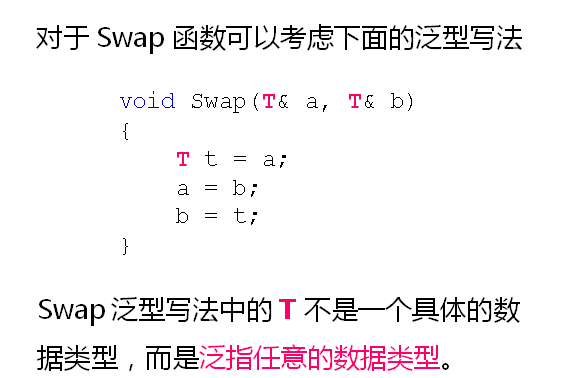 对于 Swap 函数可以考虑下面的泛型写法
void Swap(T& a, T& b)
{
T t = a;
a = b;
b = t;
}
Swap 泛型写法中的 T 不是一个具体的数
据类型，而是泛指任意的数据类型。